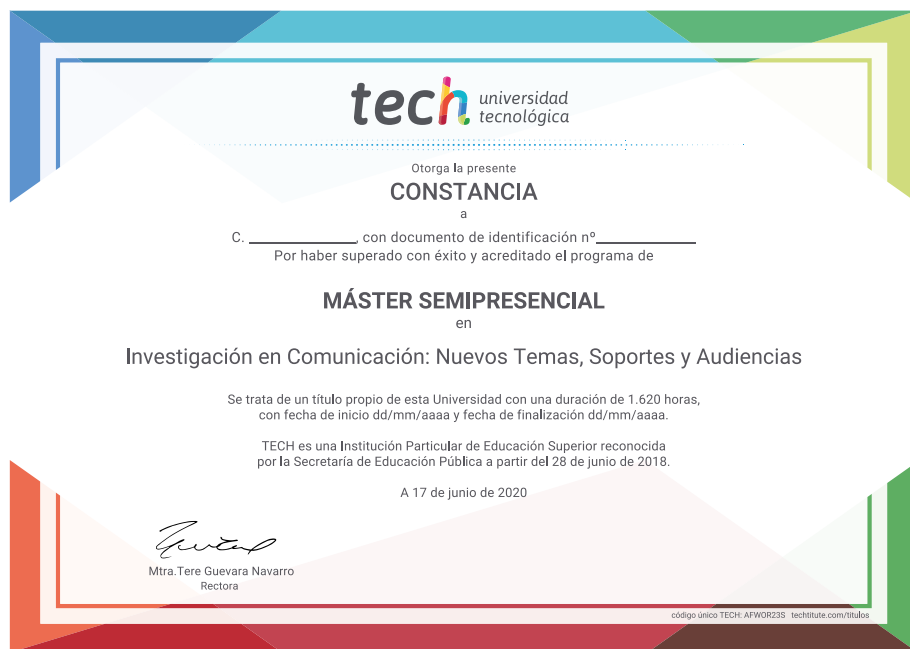 tech universidad
tecnológica
Otorga la presente
CONSTANCIA
a
C. ____________, con documento de identificación nº____________
Por haber superado con éxito y acreditado el programa de
MÁSTER SEMIPRESENCIAL
en
Investigación en Comunicación: Nuevos Temas, Soportes y Audiencias
Se trata de un título propio de esta Universidad con una duración de 1.620 horas,
con fecha de inicio dd/mm/aaaa y fecha de finalización dd/mm/aaaa.
TECH es una Institución Particular de Educación Superior reconocida
por la Secretaría de Educación Pública a partir del 28 de junio de 2018.
A 17 de junio de 2020
Mtra.Tere Guevara Navarro
Rectora
código único TECH: AFWOR23S techtitute.com/titulos